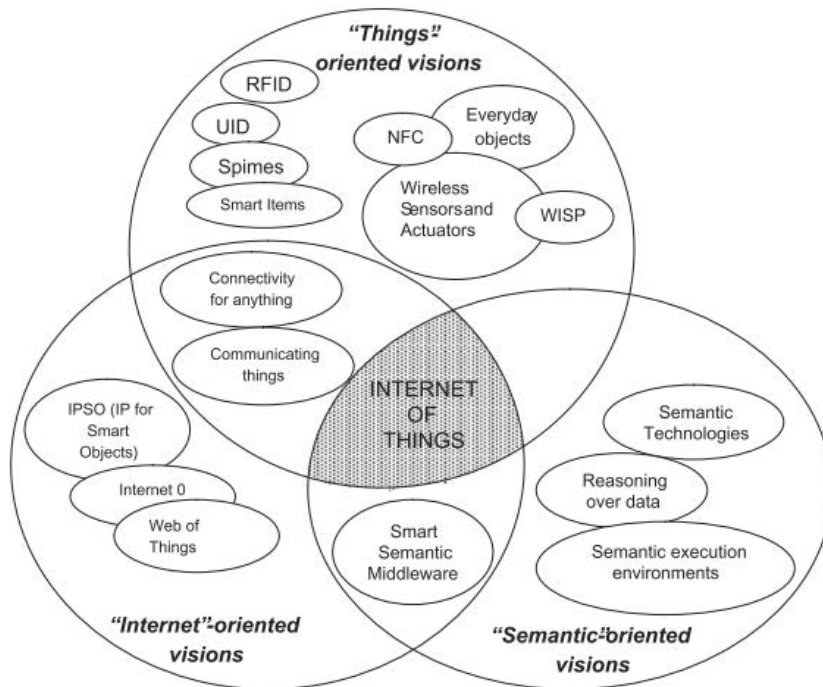 “Things”-
oriented visions
RFID
UID
Spimes
Smart Items
Everyday
objects
NFC
Wireless
Sensors and
Actuators
WISP
Connectivity
for anything
Communicating
things
INTERNET
OF
THINGS
IPSO (IP for
Smart
Objects)
Internet 0
Web of
Things
Semantic
Technologies
Reasoning
over data
Semantic execution
environments
Smart
Semantic
Middleware
“Internet”-oriented
visions
“Semantic”-oriented
visions